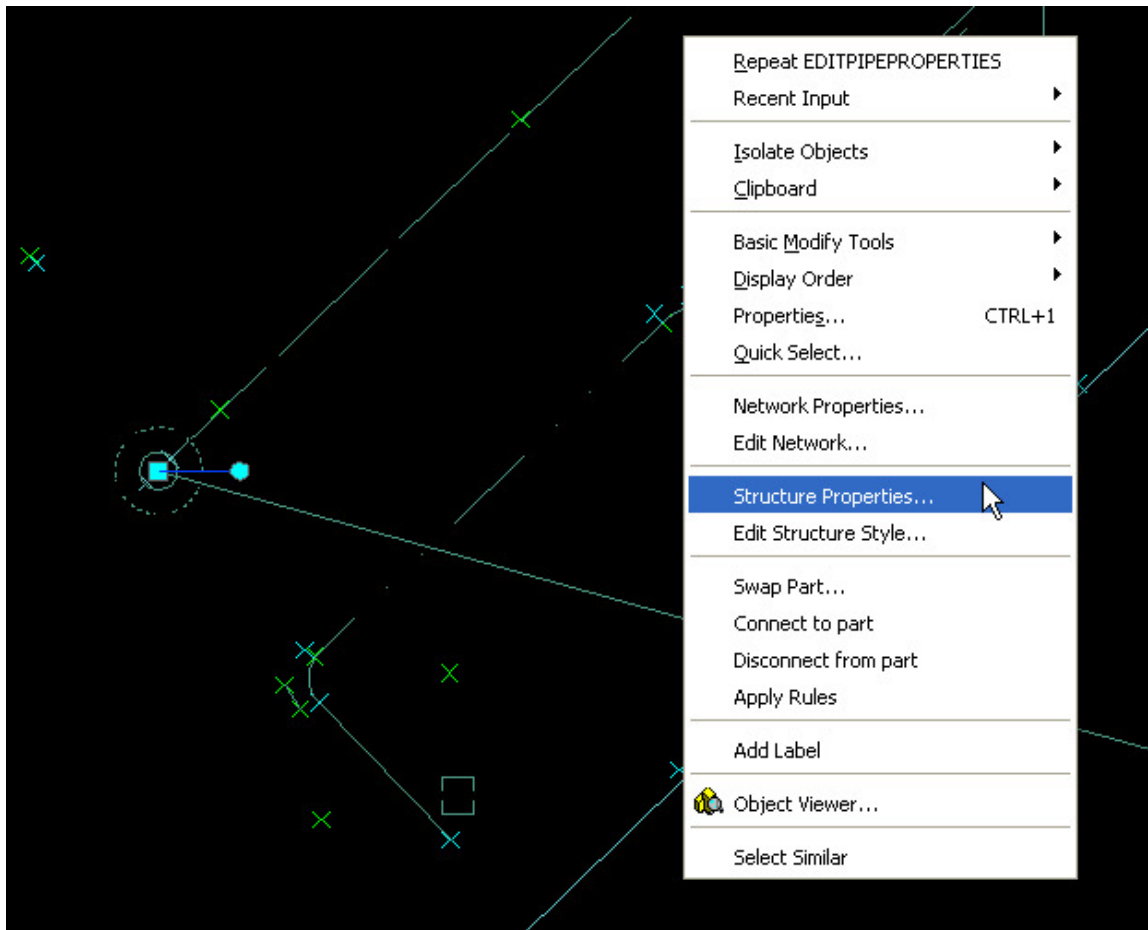 Repeat EDITPIPEPROPERTIES
Recent Input
Isolate Objects
Clipboard
Basic Modify Tools
Display Order
Properties... CTRL+1
Quick Select...
Network Properties...
Edit Network...
Structure Properties...
Edit Structure Style...
Swap Part...
Connect to part
Disconnect from part
Apply Rules
Add Label
Object Viewer...
Select Similar